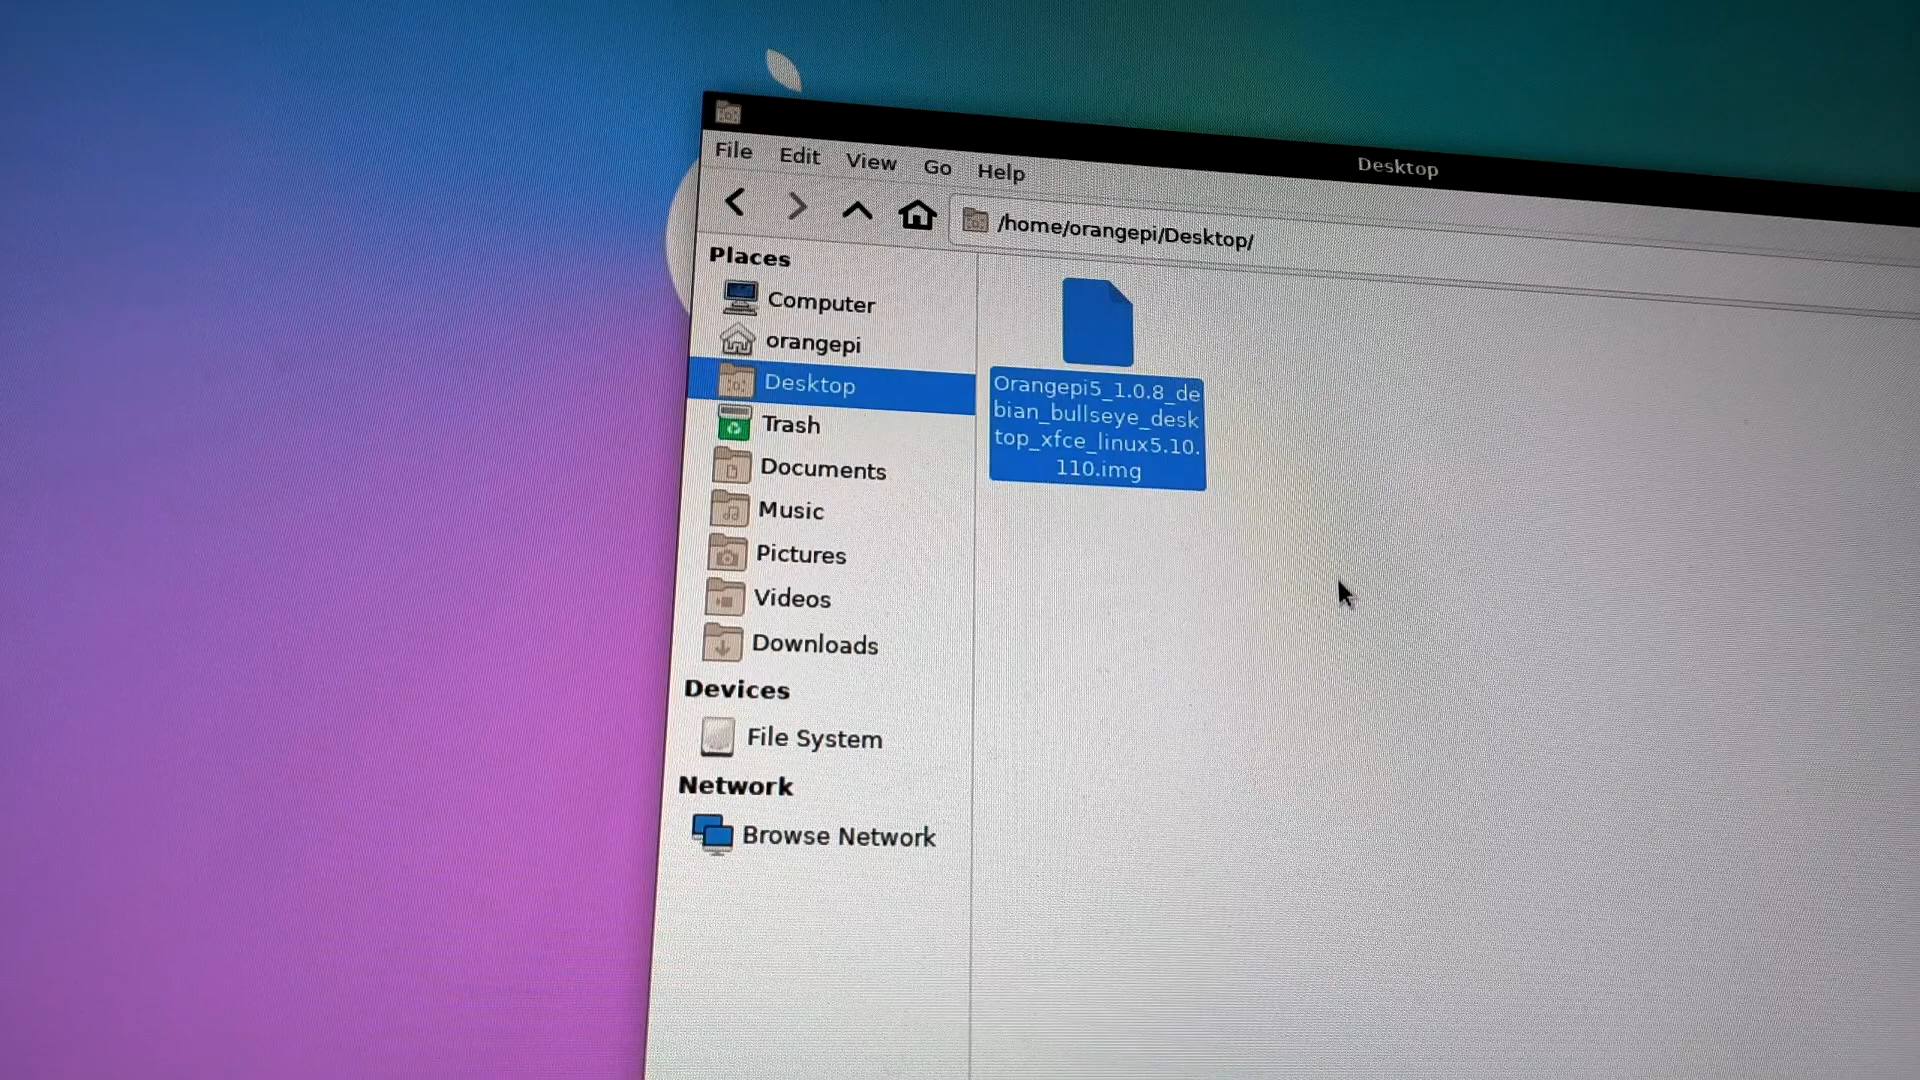 Desktop
File Edit View Go Help
/home/orangepi/Desktop/
Places
Computer
orangepi
Desktop
Trash
Documents
Music
Pictures
Videos
Downloads
Devices
File System
Network
Browse Network
Orangepi5_1.0.8_de
bian_bullseye_desk
top_xfce_linux5.10.
110.img